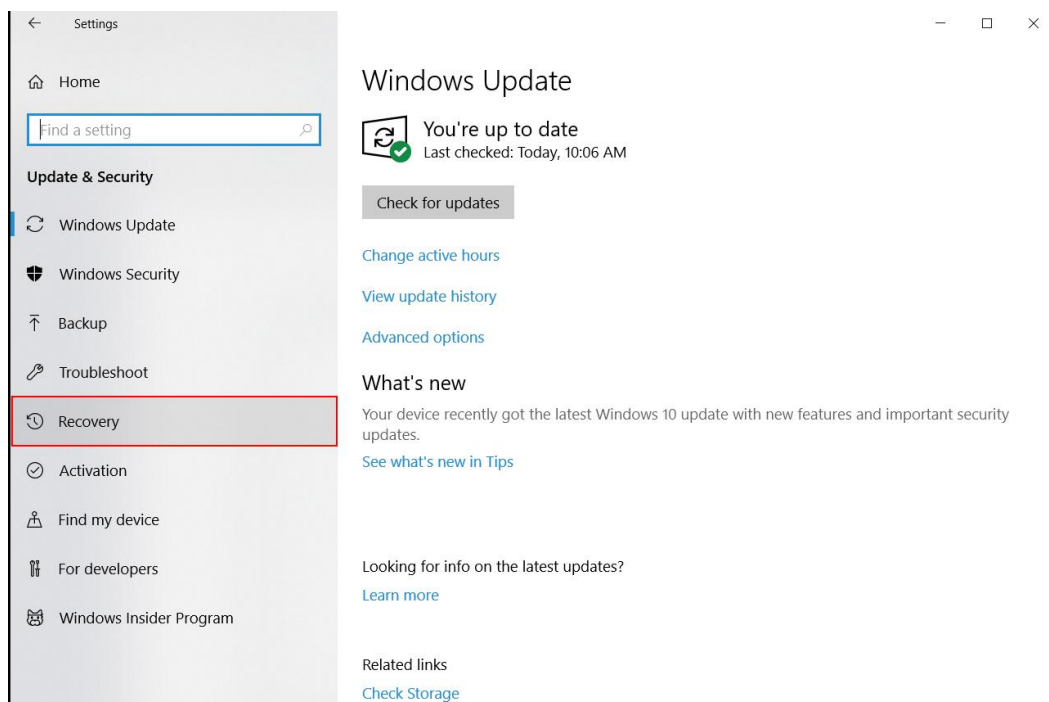 Settings
Home
Find a setting
Update & Security
Windows Update
Windows Security
Backup
Troubleshoot
Recovery
Activation
Find my device
For developers
Windows Insider Program
Windows Update
You're up to date
Last checked: Today, 10:06 AM
Check for updates
Change active hours
View update history
Advanced options
What's new
Your device recently got the latest Windows 10 update with new features and important security
updates.
See what's new in Tips
Looking for info on the latest updates?
Learn more
Related links
Check Storage